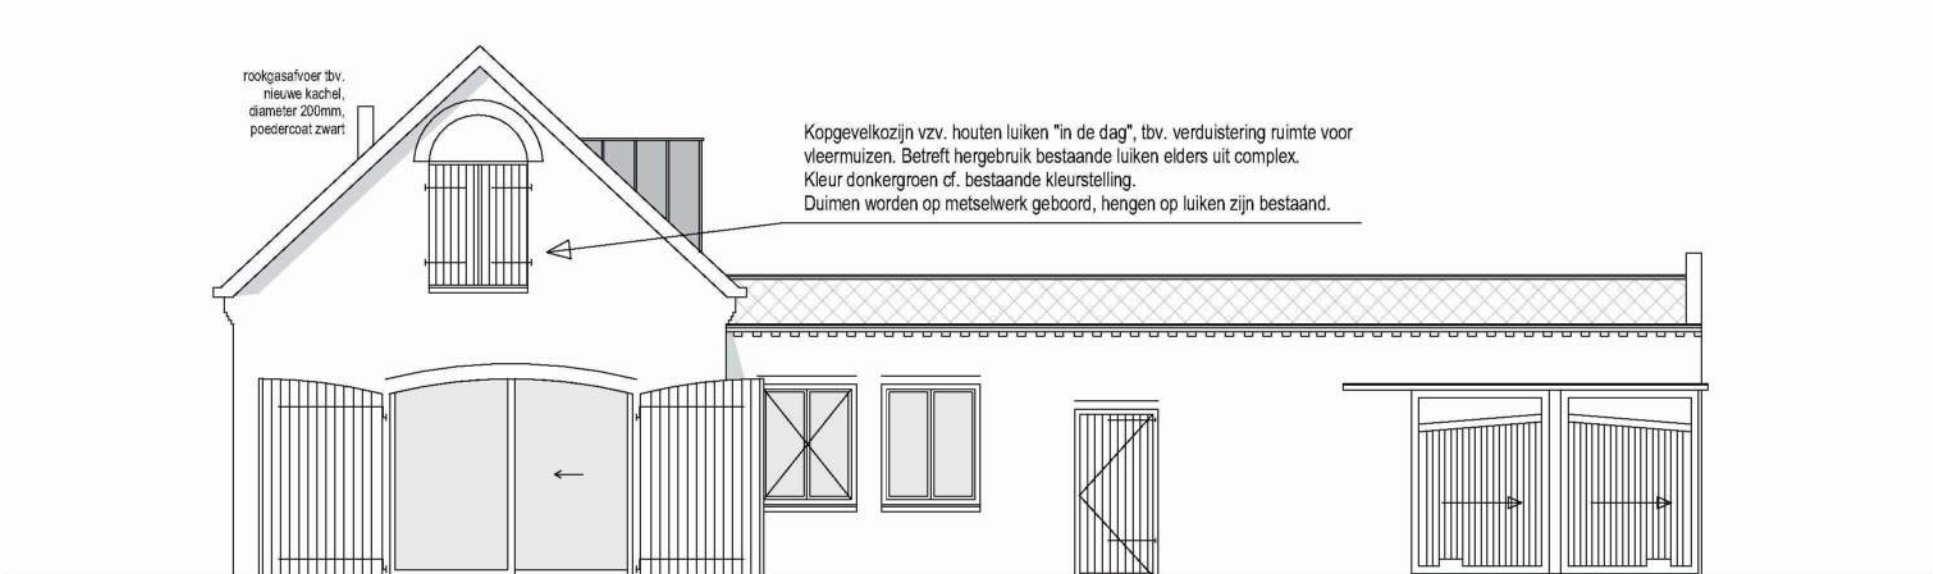 rookgasafvoer tbv.
nieuwe kachel,
diameter 200mm,
poedercoat zwart
Kopgevelkozijn vzv. houten luiken "in de dag", tbv. verduistering ruimte voor
vleermuizen. Betreft hergebruik bestaande luiken elders uit complex.
Kleur donkergroen cf. bestaande kleurstelling.
Duimen worden op metselwerk geboord, hengen op luiken zijn bestaand.